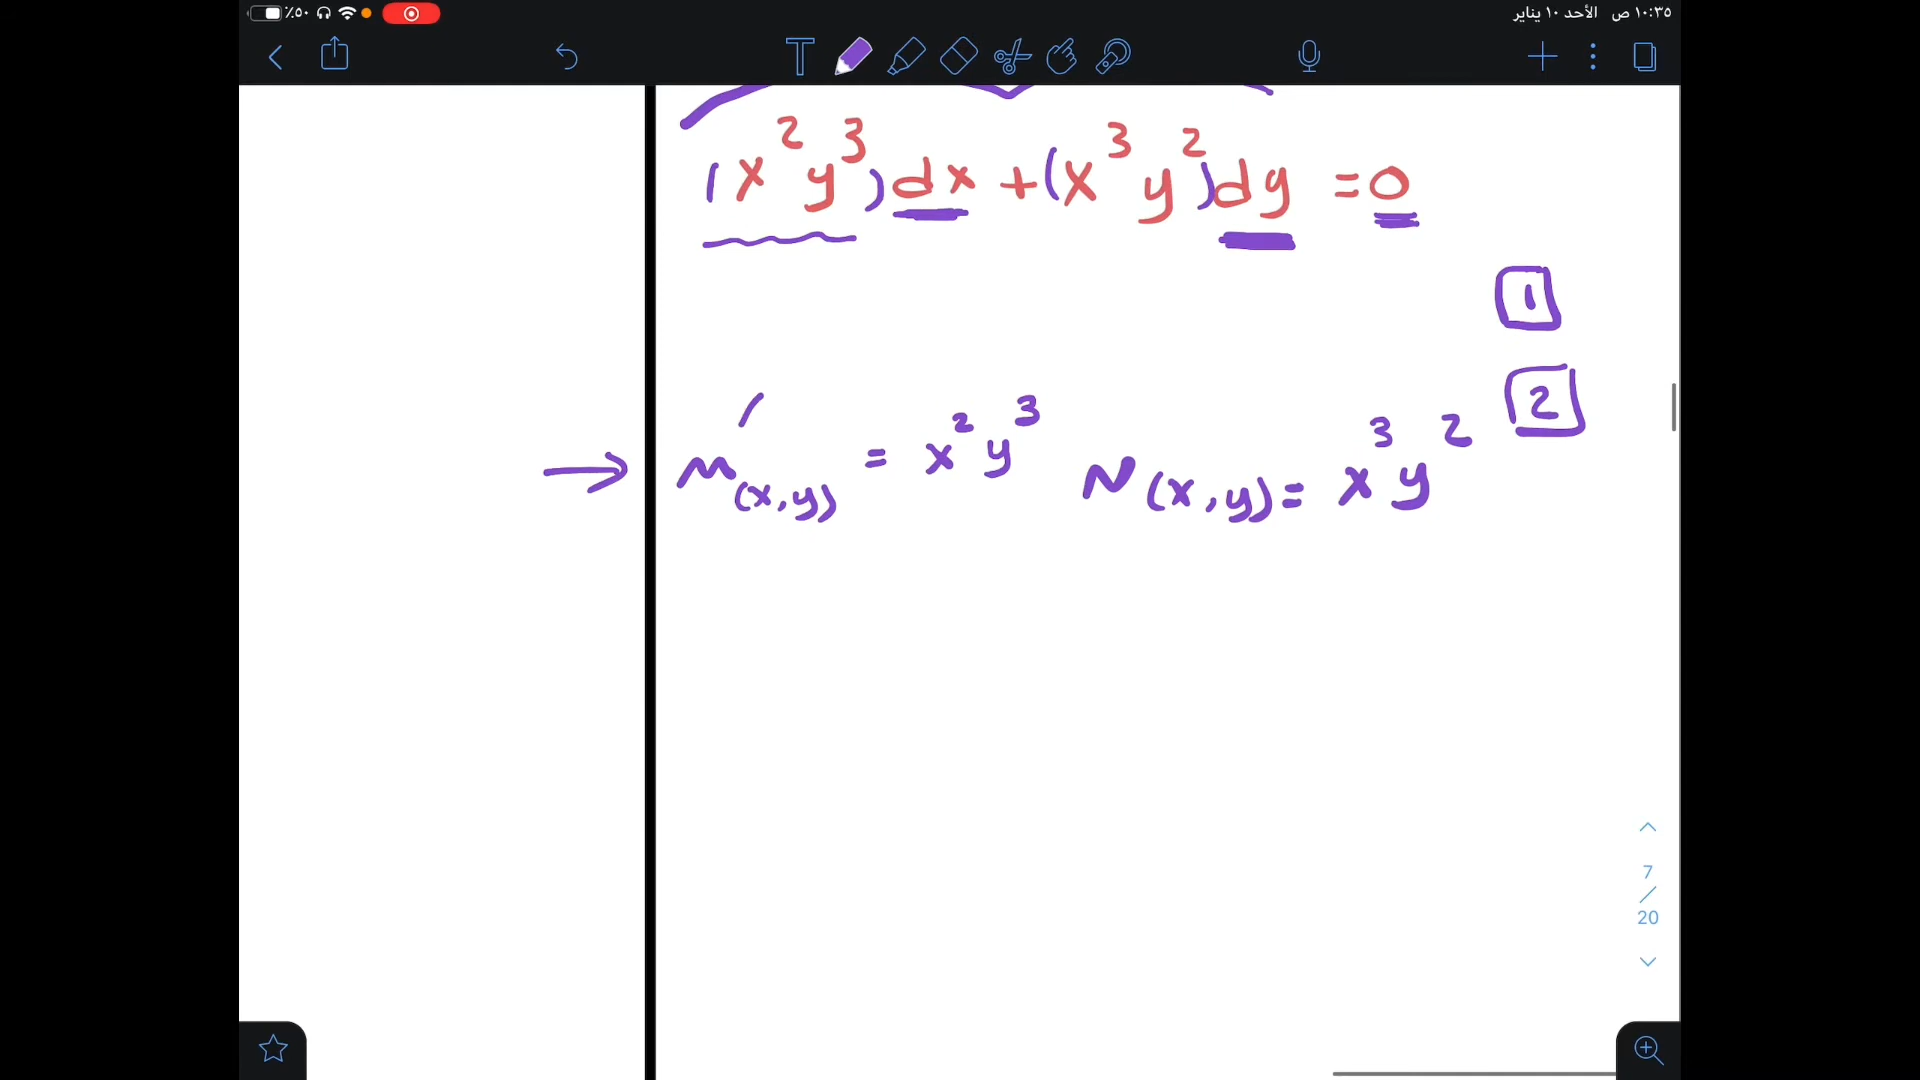 ٪٥٠ ١٠:٣٥ ص الأحد ١٠ يناير
(x²y³)dx + (x³y²)dy = 0
1
2
→ M(x,y) = x²y³ N(x,y) = x³y²
7
/
20